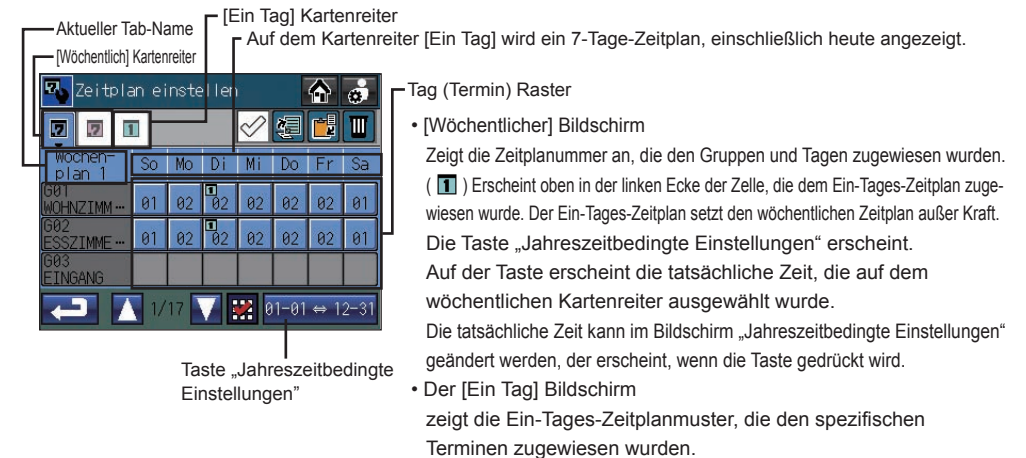 [Ein Tag] Kartenreiter
Aktueller Tab-Name
Auf dem Kartenreiter [Ein Tag] wird ein 7-Tage-Zeitplan, einschließlich heute angezeigt.
[Wöchentlich] Kartenreiter
Zeitplan einstellen
7 7 1
Wochen-
plan 1
So Mo Di Mi Do Fr Sa
G01
WOHNZIMM…
01 02 1 02 02 02 02 01
G02
ESSZIMME…
01 02 1 02 02 02 02 01
G03
EINGANG
1/17
01-01 ⇔ 12-31
Taste „Jahreszeitbedingte
Einstellungen”
Tag (Termin) Raster
• [Wöchentlicher] Bildschirm
Zeigt die Zeitplanummer an, die den Gruppen und Tagen zugewiesen wurden.
( 1 ) Erscheint oben in der linken Ecke der Zelle, die dem Ein-Tages-Zeitplan zuge-
wiesen wurde. Der Ein-Tages-Zeitplan setzt den wöchentlichen Zeitplan außer Kraft.
Die Taste „Jahreszeitbedingte Einstellungen” erscheint.
Auf der Taste erscheint die tatsächliche Zeit, die auf dem
wöchentlichen Kartenreiter ausgewählt wurde.
Die tatsächliche Zeit kann im Bildschirm „Jahreszeitbedingte Einstellungen”
geändert werden, der erscheint, wenn die Taste gedrückt wird.
• Der [Ein Tag] Bildschirm
zeigt die Ein-Tages-Zeitplanmuster, die den spezifischen
Terminen zugewiesen wurden.